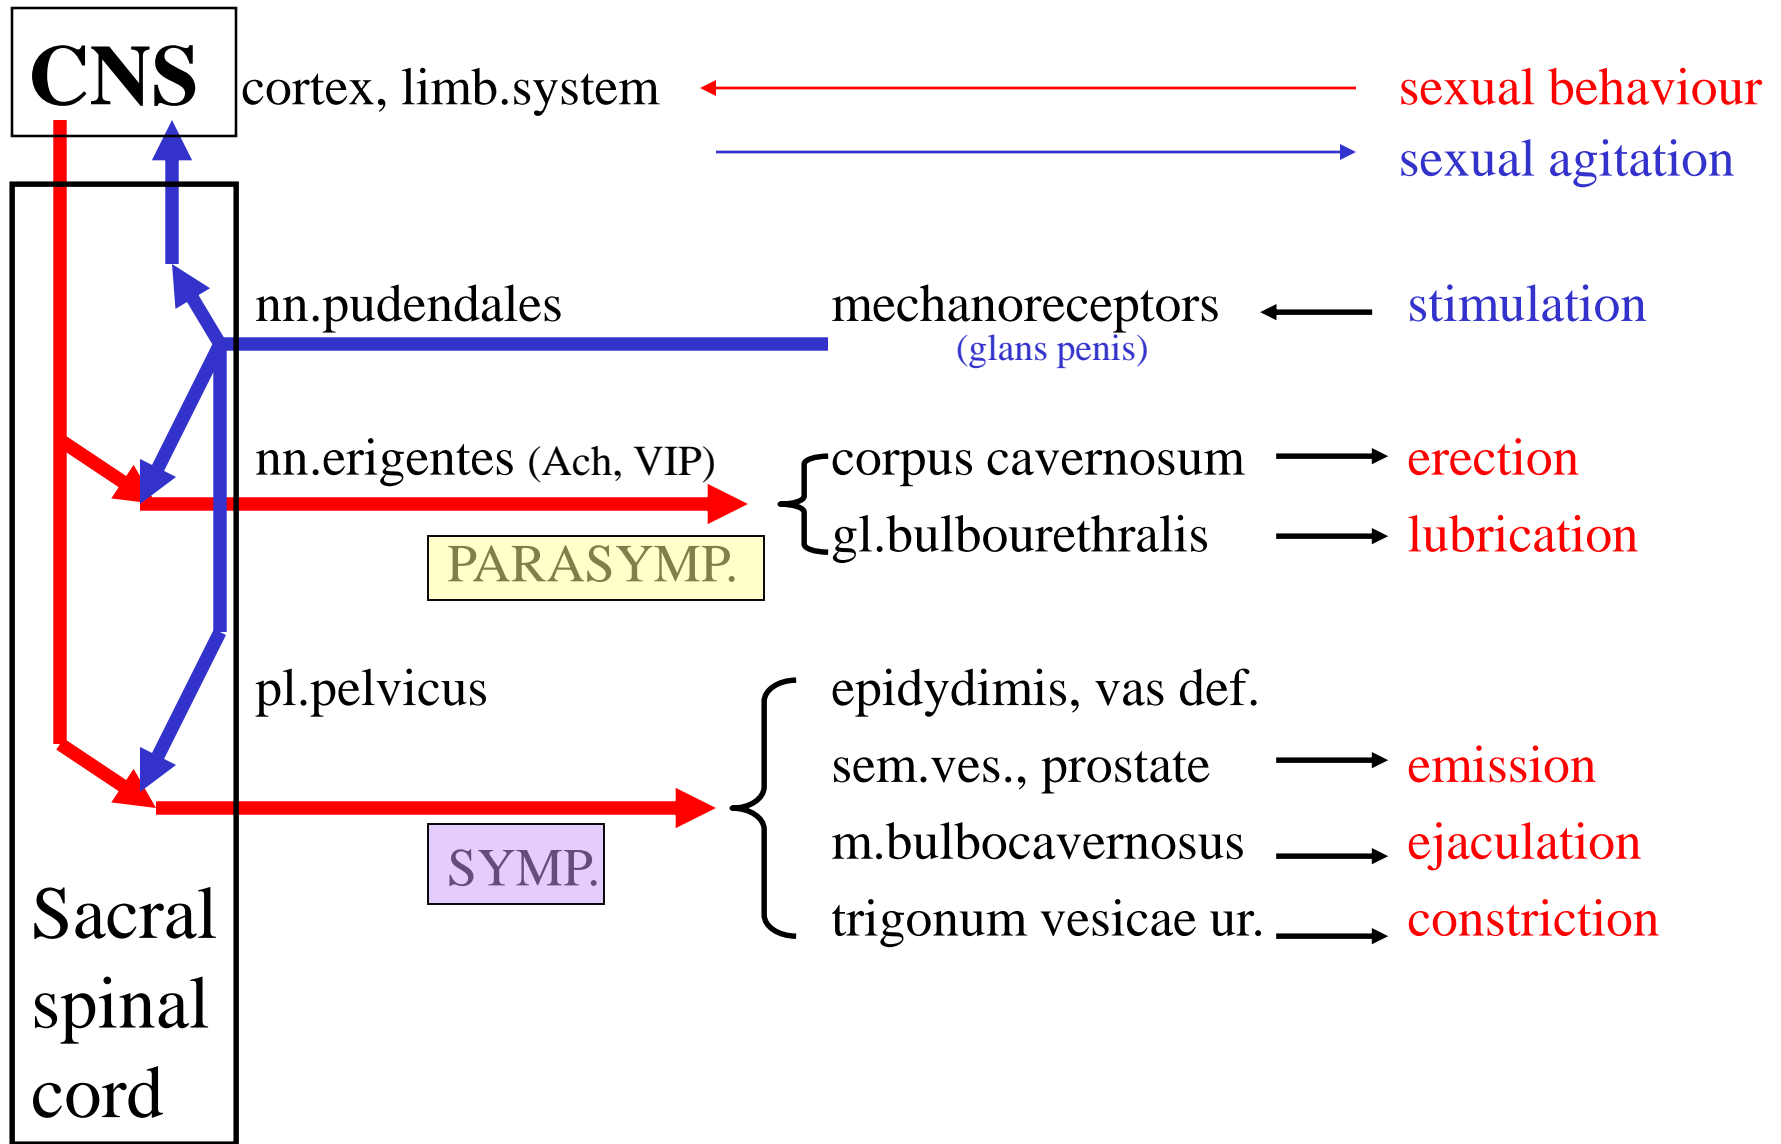 CNS cortex, limb.system sexual behaviour
sexual agitation
nn.pudendales mechanoreceptors stimulation
(glans penis)
nn.erigentes (Ach, VIP) corpus cavernosum erection
gl.bulbourethralis lubrication
PARASYMP.
pl.pelvicus epidydimis, vas def.
sem.ves., prostate emission
m.bulbocavernosus ejaculation
SYMP.
trigonum vesicae ur. constriction
Sacral
spinal
cord